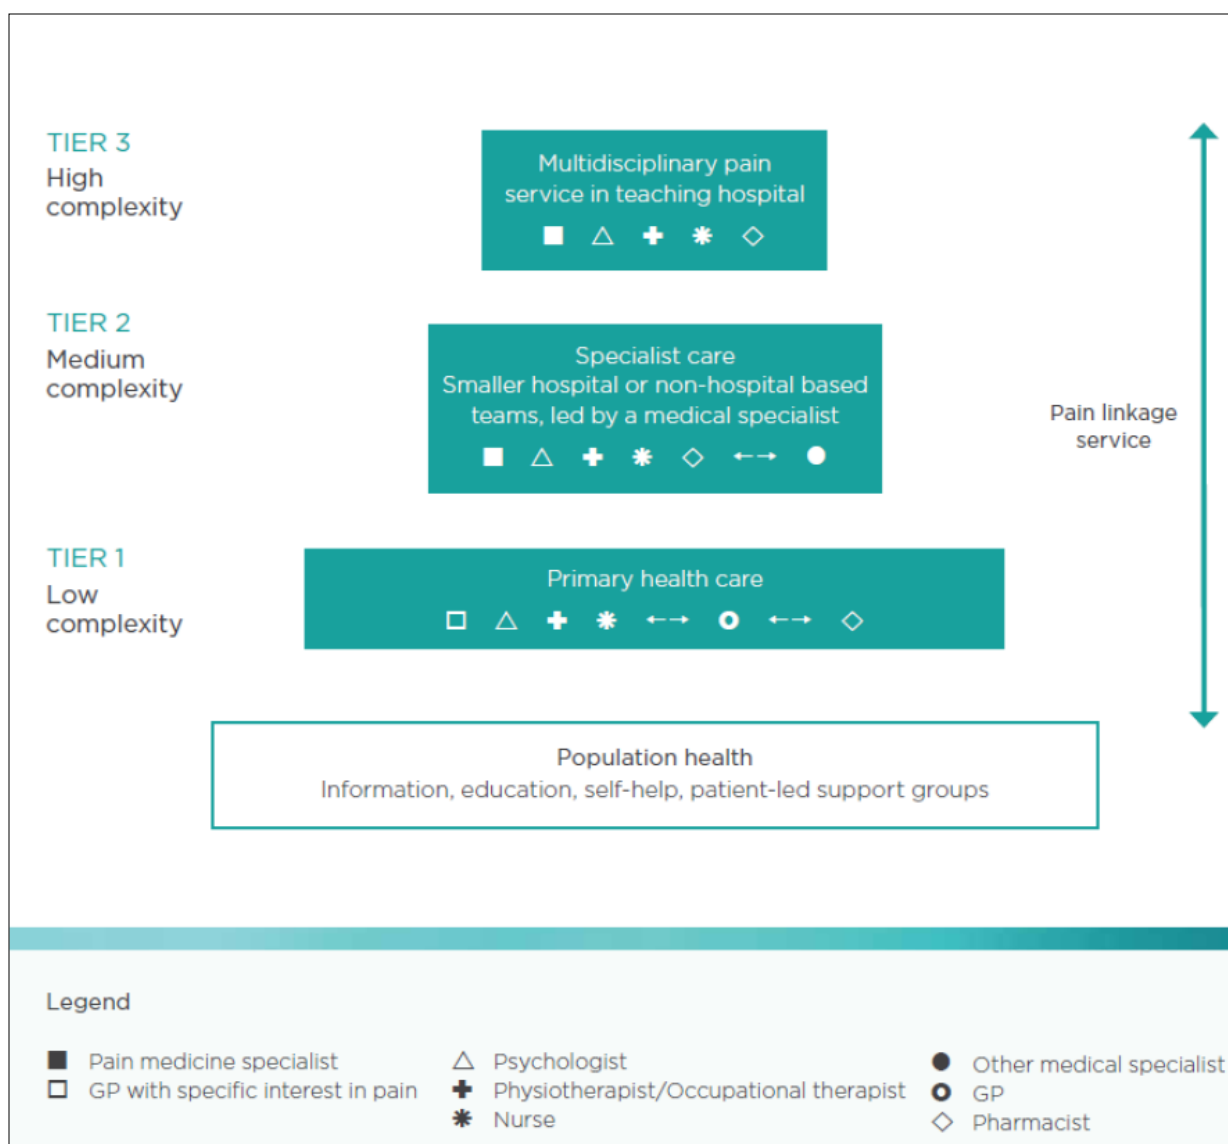 TIER 3
High
complexity
Multidisciplinary pain
service in teaching hospital
TIER 2
Medium
complexity
Specialist care
Smaller hospital or non-hospital based
teams, led by a medical specialist
Pain linkage
service
TIER 1
Low
complexity
Primary health care
Population health
Information, education, self-help, patient-led support groups
Legend
Pain medicine specialist
GP with specific interest in pain
Psychologist
Physiotherapist/Occupational therapist
Nurse
Other medical specialist
GP
Pharmacist